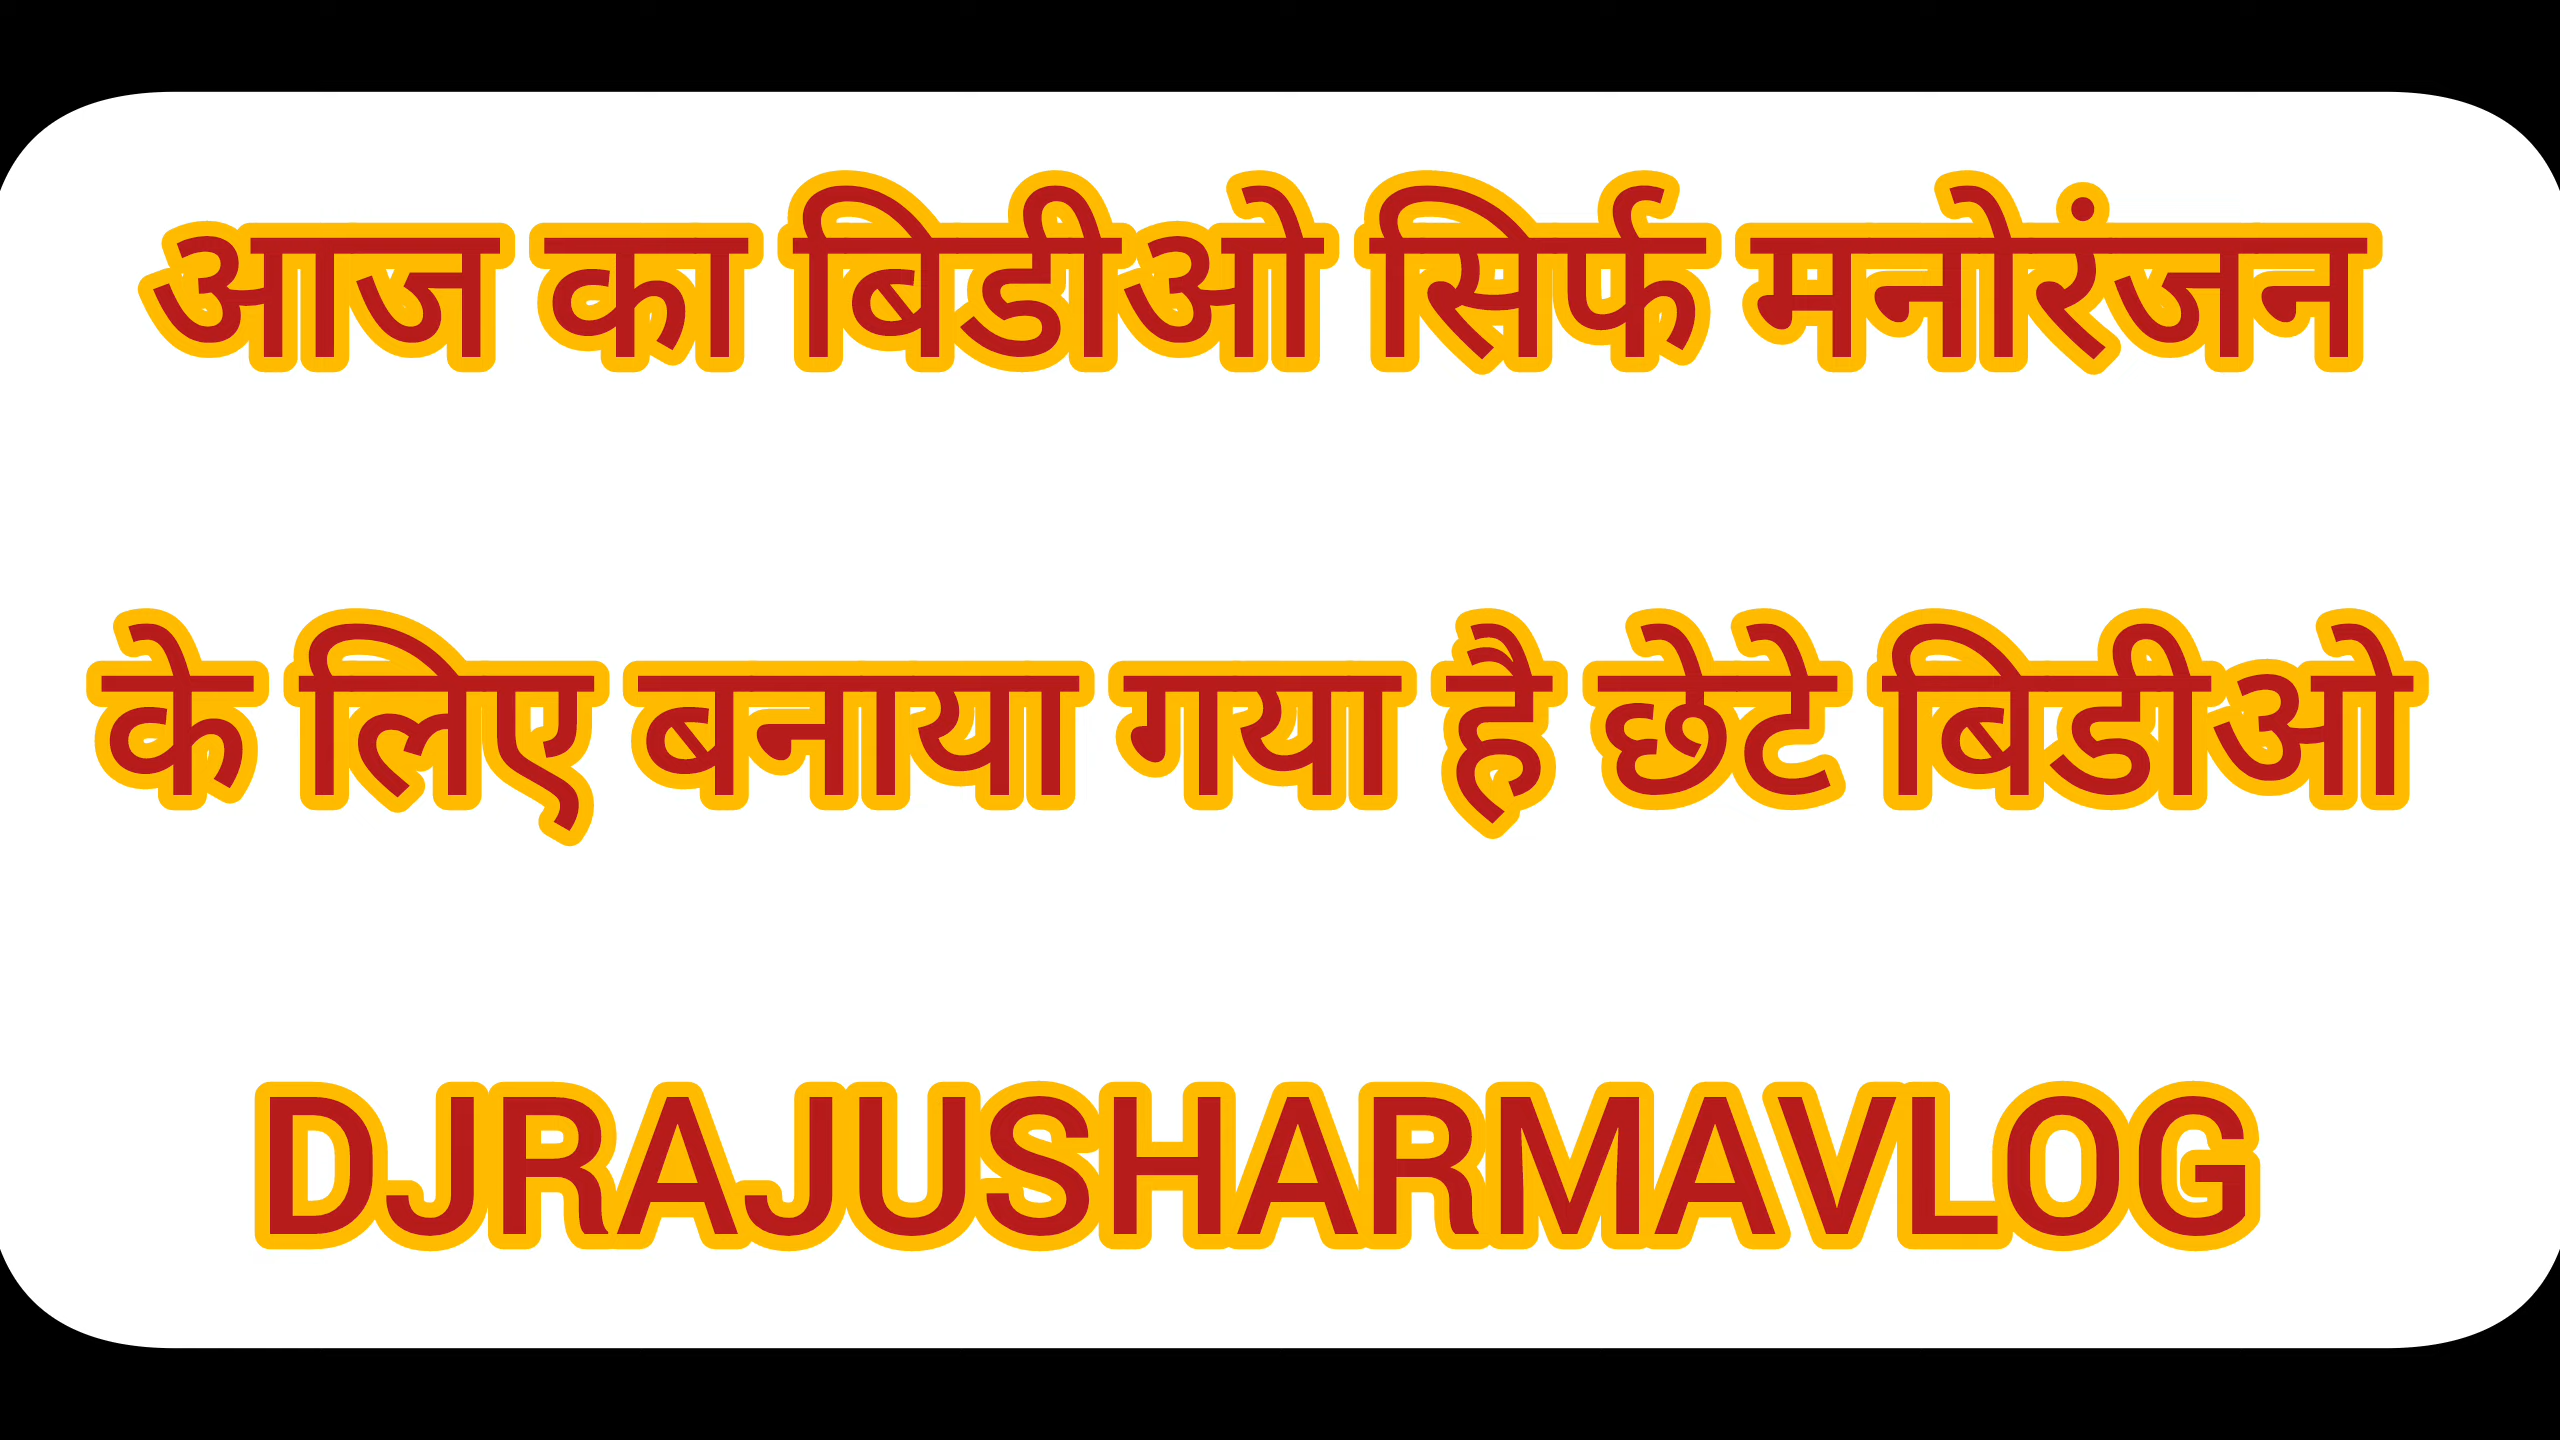 आज का बिडीओ सिर्फ मनोरंजन
के लिए बनाया गया है छेटे बिडीओ
DJRAJUSHARMAVLOG